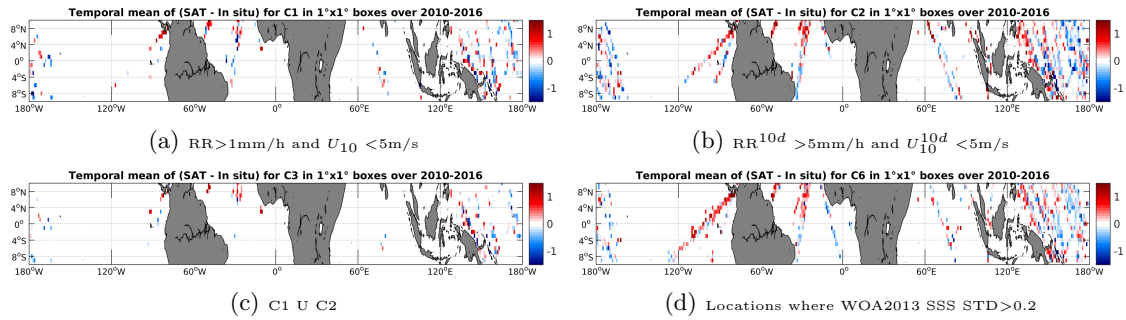 Temporal mean of (SAT - In situ) for C1 in 1°x1° boxes over 2010-2016
8°N
4°N
0°
4°S
8°S
180°W 120°W 60°W 0° 60°E 120°E 180°W
1
0
-1
(a) RR>1mm/h and U10 <5m/s
Temporal mean of (SAT - In situ) for C2 in 1°x1° boxes over 2010-2016
8°N
4°N
0°
4°S
8°S
180°W 120°W 60°W 0° 60°E 120°E 180°W
1
0
-1
(b) RR^10d >5mm/h and U10^10d <5m/s
Temporal mean of (SAT - In situ) for C3 in 1°x1° boxes over 2010-2016
8°N
4°N
0°
4°S
8°S
180°W 120°W 60°W 0° 60°E 120°E 180°W
1
0
-1
(c) C1 U C2
Temporal mean of (SAT - In situ) for C6 in 1°x1° boxes over 2010-2016
8°N
4°N
0°
4°S
8°S
180°W 120°W 60°W 0° 60°E 120°E 180°W
1
0
-1
(d) Locations where WOA2013 SSS STD>0.2